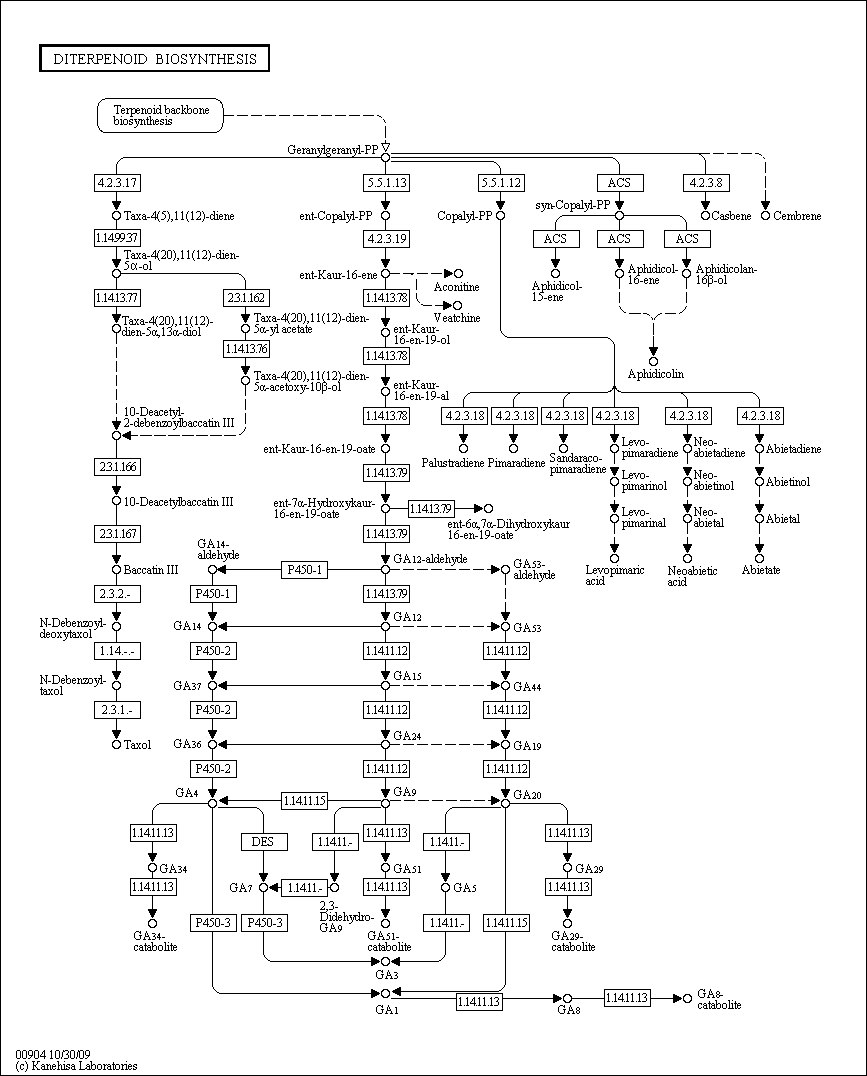 DITERPENOID BIOSYNTHESIS
Terpenoid backbone
biosynthesis
Geranylgeranyl-PP
4.2.3.17
5.5.1.13
5.5.1.12
ACS
4.2.3.8
Taxa-4(5),11(12)-diene
ent-Copalyl-PP
Copalyl-PP
syn-Copalyl-PP
Casbene
Cembrene
1.14.99.37
4.2.3.19
ACS
ACS
ACS
Taxa-4(20),11(12)-dien-
5α-ol
ent-Kaur-16-ene
Aconitine
Veatchine
Aphidicol-
15-ene
Aphidicol-
16-ene
Aphidicolan-
16β-ol
1.14.13.77
2.3.1.162
1.14.13.78
Taxa-4(20),11(12)-
dien-5α,13α-diol
Taxa-4(20),11(12)-dien-
5α-yl acetate
ent-Kaur-
16-en-19-ol
1.14.13.76
1.14.13.78
Aphidicolin
Taxa-4(20),11(12)-dien-
5α-acetoxy-10β-ol
ent-Kaur-
16-en-19-al
10-Deacetyl-
2-debenzoylbaccatin III
1.14.13.78
4.2.3.18
4.2.3.18
4.2.3.18
4.2.3.18
4.2.3.18
4.2.3.18
ent-Kaur-16-en-19-oate
Palustradiene
Pimaradiene
Sandaraco-
pimaradiene
Levo-
pimaradiene
Neo-
abietadiene
Abietadiene
2.3.1.166
1.14.13.79
Levo-
pimarinol
Neo-
abietinol
Abietinol
10-Deacetylbaccatin III
ent-7α-Hydroxykaur-
16-en-19-oate
1.14.13.79
ent-6α,7α-Dihydroxykaur
16-en-19-oate
Levo-
pimarinal
Neo-
abietal
Abietal
2.3.1.167
1.14.13.79
Levopimaric
acid
Neoabietic
acid
Abietate
Baccatin III
GA14-
aldehyde
P450-1
GA12-aldehyde
GA53-
aldehyde
2.3.2.-
P450-1
1.14.13.79
N-Debenzoyl-
deoxytaxol
GA14
GA12
GA53
1.14.-.-
P450-2
1.14.11.12
1.14.11.12
N-Debenzoyl-
taxol
GA37
GA15
GA44
2.3.1.-
P450-2
1.14.11.12
1.14.11.12
Taxol
GA36
GA24
GA19
P450-2
1.14.11.12
1.14.11.12
GA4
1.14.11.15
GA9
GA20
1.14.11.13
DES
1.14.11.-
1.14.11.13
1.14.11.-
1.14.11.13
GA34
GA51
GA29
1.14.11.13
GA7
1.14.11.-
1.14.11.13
GA5
1.14.11.13
2,3-
Didehydro-
GA9
P450-3
P450-3
1.14.11.-
1.14.11.15
GA34-
catabolite
GA51-
catabolite
GA29-
catabolite
GA3
GA1
1.14.11.13
GA8
1.14.11.13
GA8-
catabolite
00904 10/30/09
(c) Kanehisa Laboratories